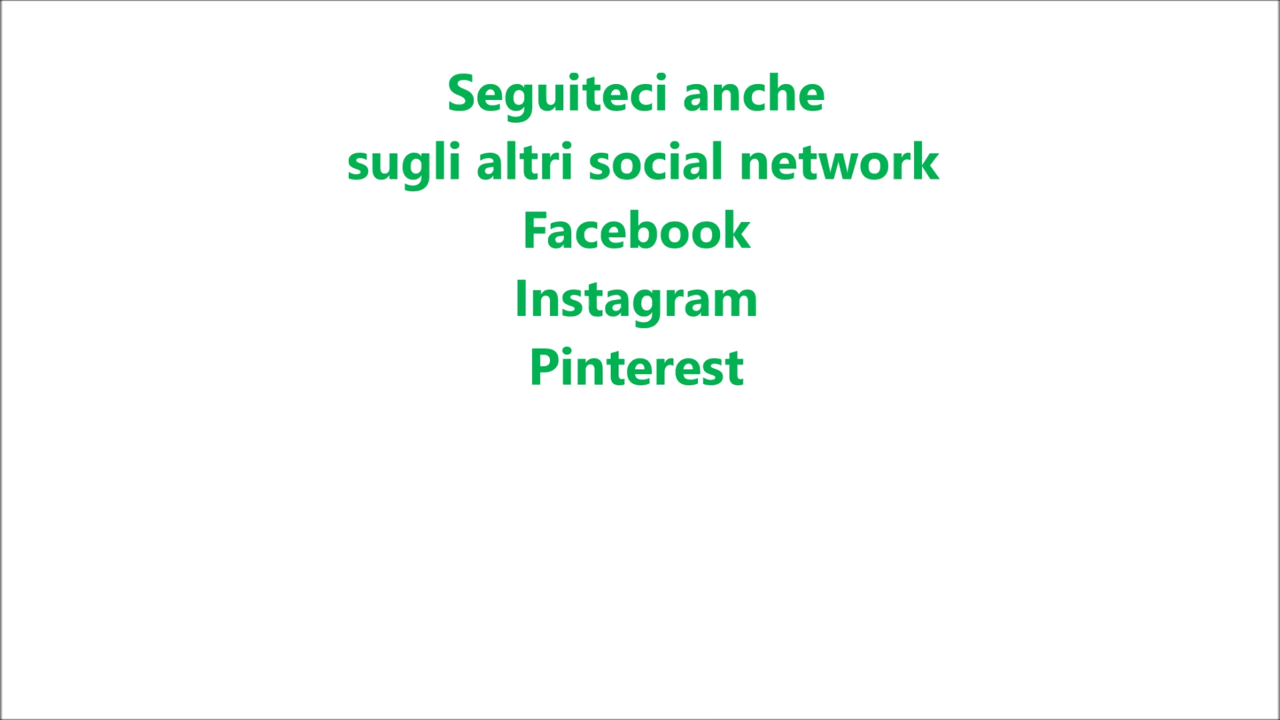 Seguiteci anche
sugli altri social network
Facebook
Instagram
Pinterest